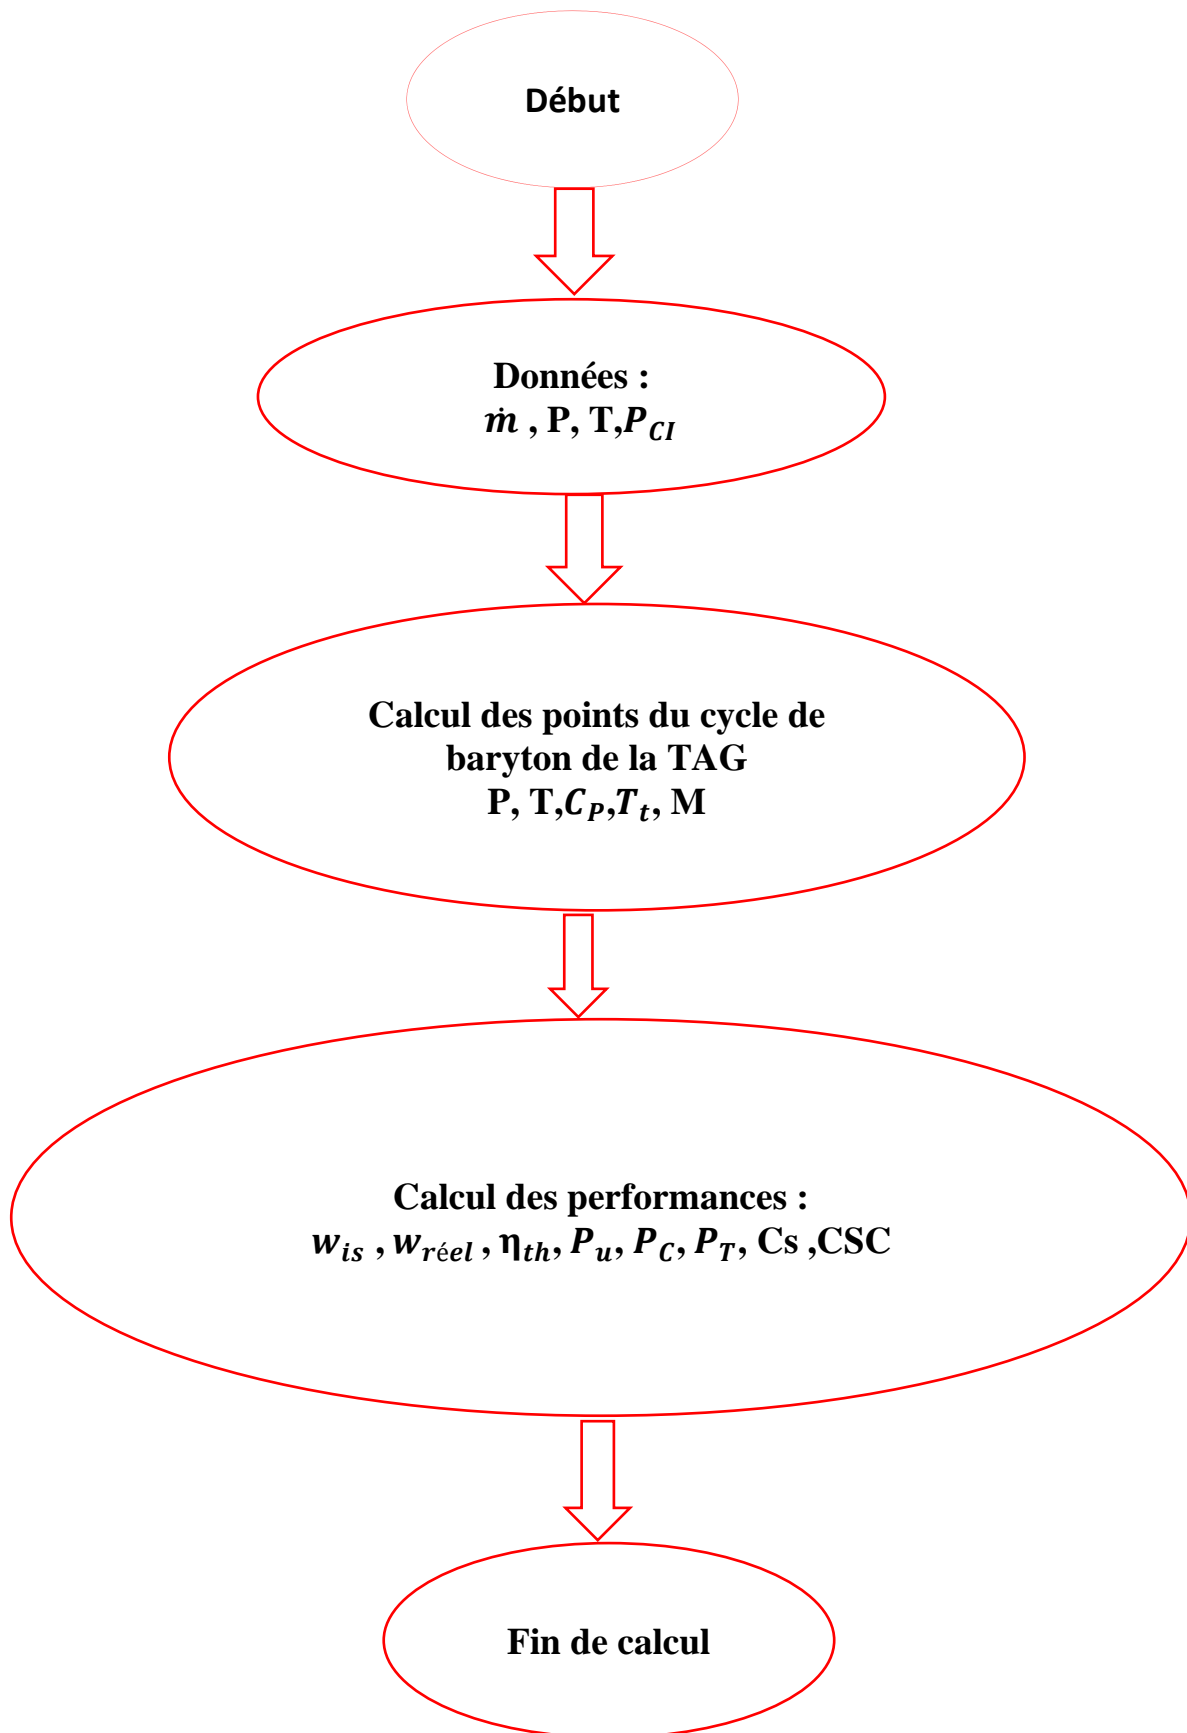 Début
Données :
ṁ , P, T,P_CI
Calcul des points du cycle de
baryton de la TAG
P, T,C_P,T_t, M
Calcul des performances :
w_is , w_réel , η_th, P_u, P_C, P_T, Cs ,CSC
Fin de calcul